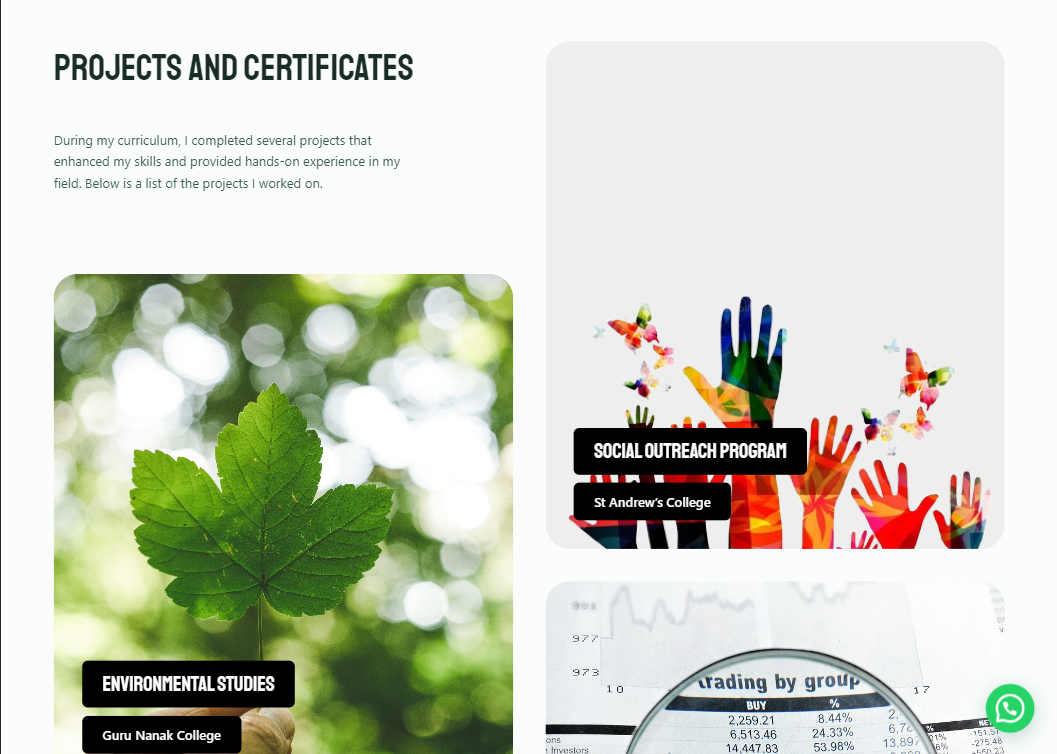 PROJECTS AND CERTIFICATES
During my curriculum, I completed several projects that
enhanced my skills and provided hands-on experience in my
field. Below is a list of the projects I worked on.
ENVIRONMENTAL STUDIES
Guru Nanak College
SOCIAL OUTREACH PROGRAM
St Andrew's College
981
977
973
10
17
trading by group
BUY %
2,259.21 8.44%
6,513.46 24.33%
14,447.83 53.98%
13,897
%
-275.48
Investors